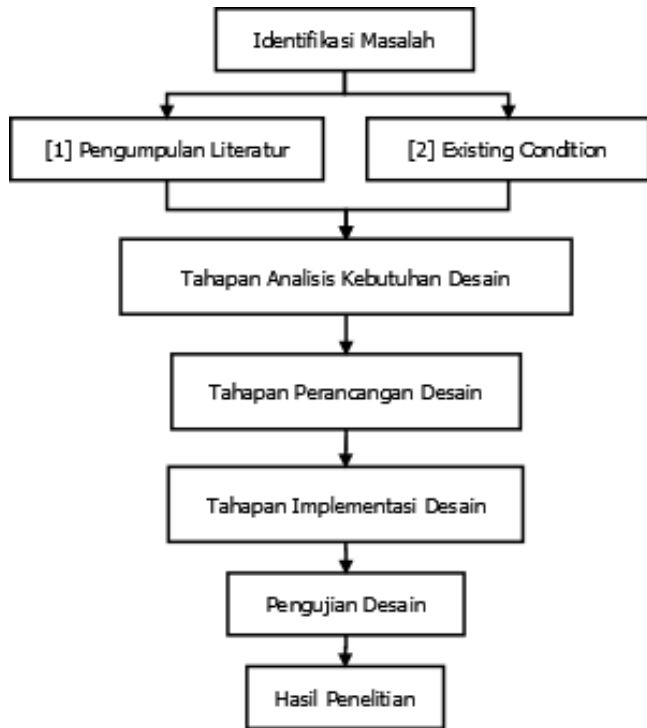 Identifikasi Masalah
[1] Pengumpulan Literatur
[2] Existing Condition
Tahapan Analisis Kebutuhan Desain
Tahapan Perancangan Desain
Tahapan Implementasi Desain
Pengujian Desain
Hasil Penelitian